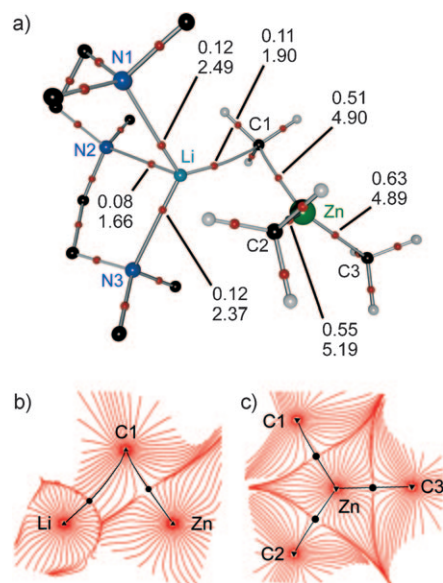 a)
N1
0.12
2.49
0.11
1.90
0.51
4.90
Li
C1
N2
0.08
1.66
0.63
4.89
Zn
C2
C3
N3
0.12
2.37
0.55
5.19
b)
C1
Li
Zn
c)
C1
C3
Zn
C2